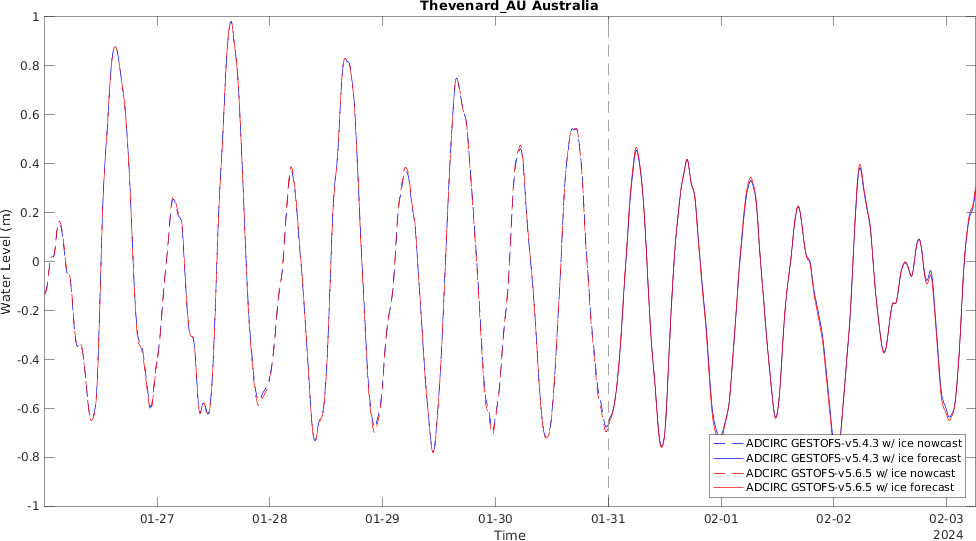 Thevenard_AU Australia
1
0.8
0.6
0.4
0.2
0
-0.2
-0.4
-0.6
-0.8
-1
Water Level (m)
ADCIRC GESTOFS-v5.4.3 w/ ice nowcast
ADCIRC GESTOFS-v5.4.3 w/ ice forecast
ADCIRC GSTOFS-v5.6.5 w/ ice nowcast
ADCIRC GSTOFS-v5.6.5 w/ ice forecast
01-27 01-28 01-29 01-30 01-31 02-01 02-02 02-03
Time 2024